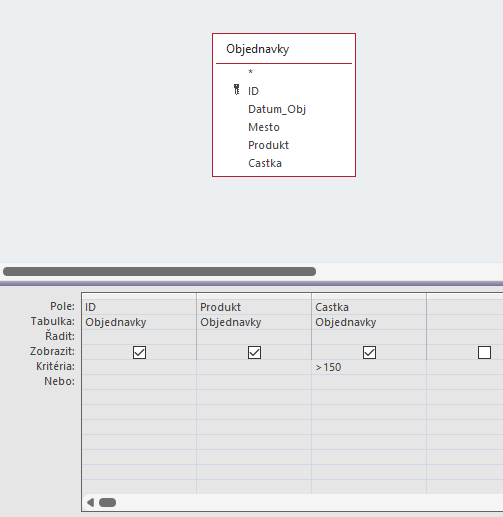 Objednavky
*
ID
Datum_Obj
Mesto
Produkt
Castka
Pole: ID Produkt Castka
Tabulka: Objednavky Objednavky Objednavky
Řadit:
Zobrazit:
Kritéria: >150
Nebo: